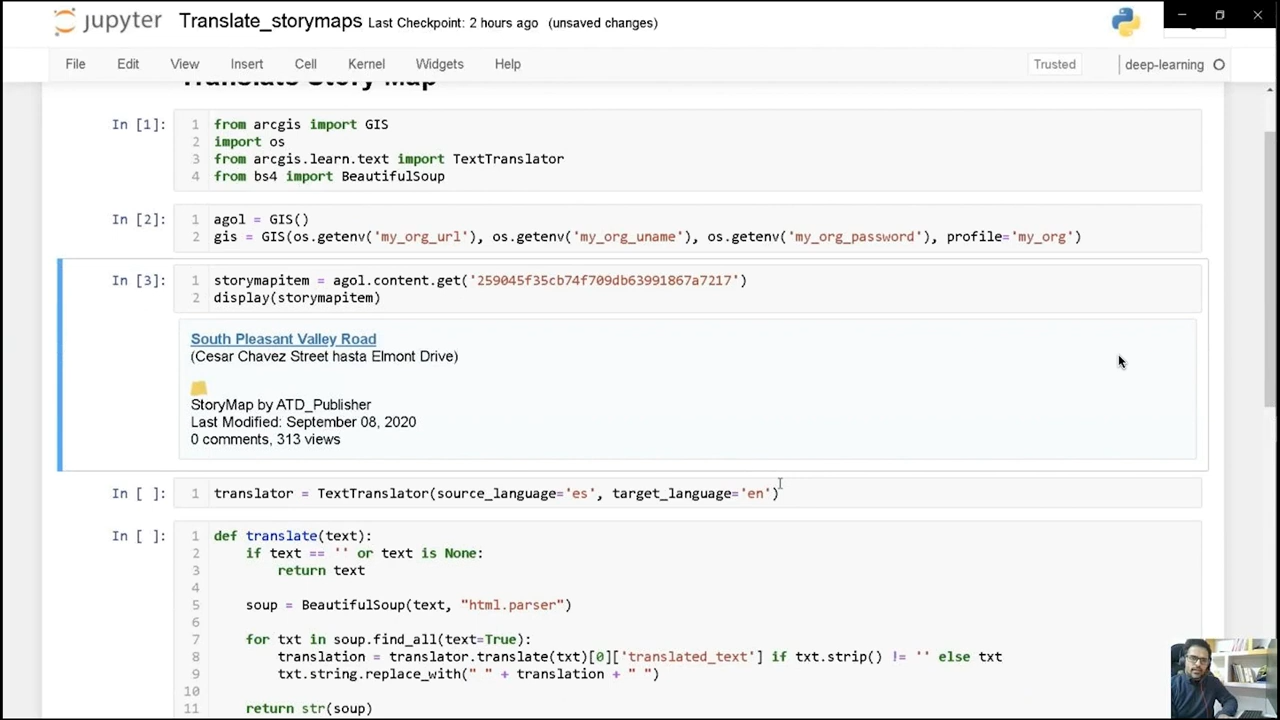 jupyter Translate_storymaps Last Checkpoint: 2 hours ago (unsaved changes)
File Edit View Insert Cell Kernel Widgets Help Trusted deep-learning
Translate Story Map
In [1]:
1 from arcgis import GIS
2 import os
3 from arcgis.learn.text import TextTranslator
4 from bs4 import BeautifulSoup
In [2]:
1 agol = GIS()
2 gis = GIS(os.getenv('my_org_url'), os.getenv('my_org_uname'), os.getenv('my_org_password'), profile='my_org')
In [3]:
1 storymapitem = agol.content.get('259045f35cb74f709db63991867a7217')
2 display(storymapitem)
South Pleasant Valley Road
(Cesar Chavez Street hasta Elmont Drive)
StoryMap by ATD_Publisher
Last Modified: September 08, 2020
0 comments, 313 views
In [ ]:
1 translator = TextTranslator(source_language='es', target_language='en')
In [ ]:
1 def translate(text):
2 if text == '' or text is None:
3 return text
4
5 soup = BeautifulSoup(text, "html.parser")
6
7 for txt in soup.find_all(text=True):
8 translation = translator.translate(txt)[0]['translated_text'] if txt.strip() != '' else txt
9 txt.string.replace_with(" " + translation + " ")
10
11 return str(soup)